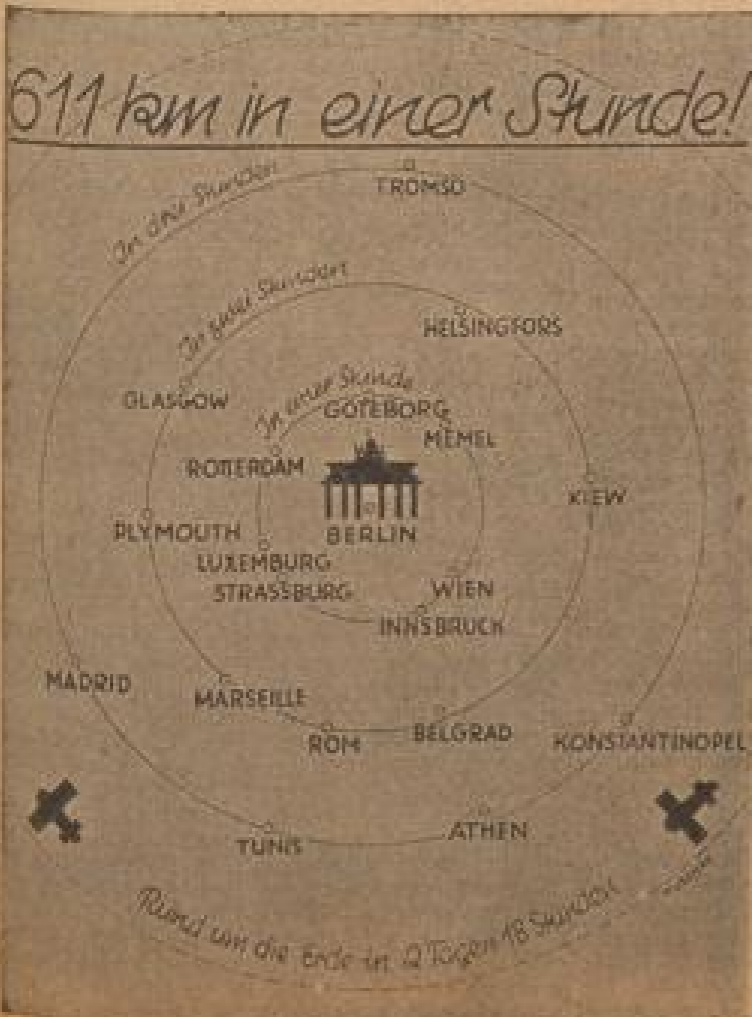 611 km in einer Stunde!
In drei Stunden
TROMSÖ
In zwei Stunden
HELSINGFORS
In einer Stunde
GLASGOW
GÖTEBORG
MEMEL
ROTTERDAM
KIEW
PLYMOUTH
BERLIN
LUXEMBURG
STRASSBURG
WIEN
INNSBRUCK
MADRID
MARSEILLE
ROM
BELGRAD
KONSTANTINOPEL
TUNIS
ATHEN
Rund um die Erde in 2 Tagen 18 Stunden